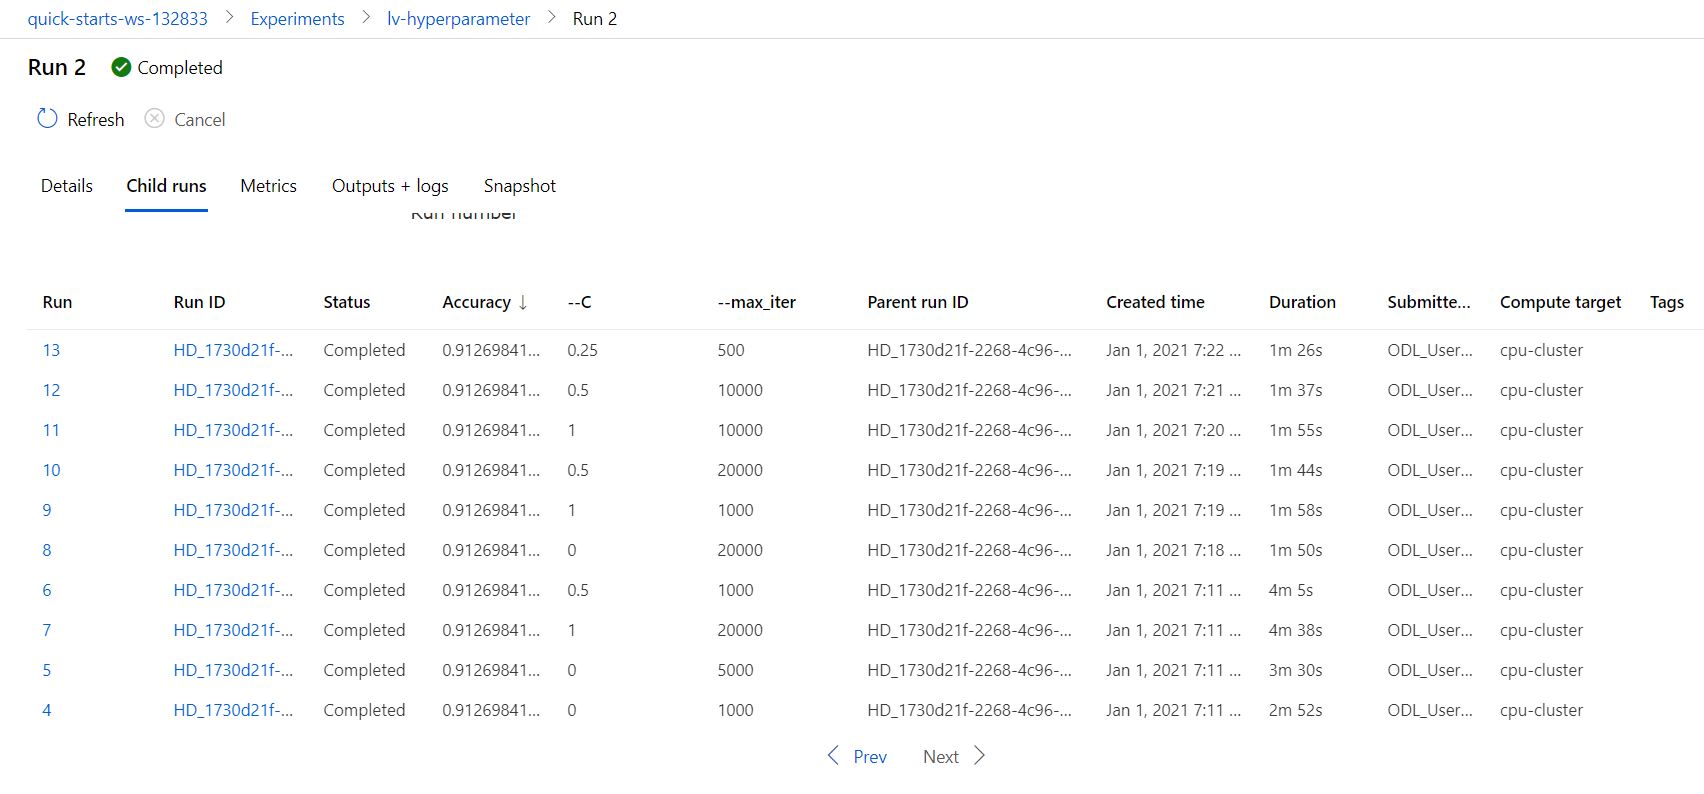 quick-starts-ws-132833 > Experiments > lv-hyperparameter > Run 2
Run 2 Completed
Refresh Cancel
Details Child runs Metrics Outputs + logs Snapshot
Run number
Run Run ID Status Accuracy ↓ --C --max_iter Parent run ID Created time Duration Submitte... Compute target Tags
13 HD_1730d21f-... Completed 0.91269841... 0.25 500 HD_1730d21f-2268-4c96-... Jan 1, 2021 7:22 ... 1m 26s ODL_User... cpu-cluster
12 HD_1730d21f-... Completed 0.91269841... 0.5 10000 HD_1730d21f-2268-4c96-... Jan 1, 2021 7:21 ... 1m 37s ODL_User... cpu-cluster
11 HD_1730d21f-... Completed 0.91269841... 1 10000 HD_1730d21f-2268-4c96-... Jan 1, 2021 7:20 ... 1m 55s ODL_User... cpu-cluster
10 HD_1730d21f-... Completed 0.91269841... 0.5 20000 HD_1730d21f-2268-4c96-... Jan 1, 2021 7:19 ... 1m 44s ODL_User... cpu-cluster
9 HD_1730d21f-... Completed 0.91269841... 1 1000 HD_1730d21f-2268-4c96-... Jan 1, 2021 7:19 ... 1m 58s ODL_User... cpu-cluster
8 HD_1730d21f-... Completed 0.91269841... 0 20000 HD_1730d21f-2268-4c96-... Jan 1, 2021 7:18 ... 1m 50s ODL_User... cpu-cluster
6 HD_1730d21f-... Completed 0.91269841... 0.5 1000 HD_1730d21f-2268-4c96-... Jan 1, 2021 7:11 ... 4m 5s ODL_User... cpu-cluster
7 HD_1730d21f-... Completed 0.91269841... 1 20000 HD_1730d21f-2268-4c96-... Jan 1, 2021 7:11 ... 4m 38s ODL_User... cpu-cluster
5 HD_1730d21f-... Completed 0.91269841... 0 5000 HD_1730d21f-2268-4c96-... Jan 1, 2021 7:11 ... 3m 30s ODL_User... cpu-cluster
4 HD_1730d21f-... Completed 0.91269841... 0 1000 HD_1730d21f-2268-4c96-... Jan 1, 2021 7:11 ... 2m 52s ODL_User... cpu-cluster
< Prev Next >